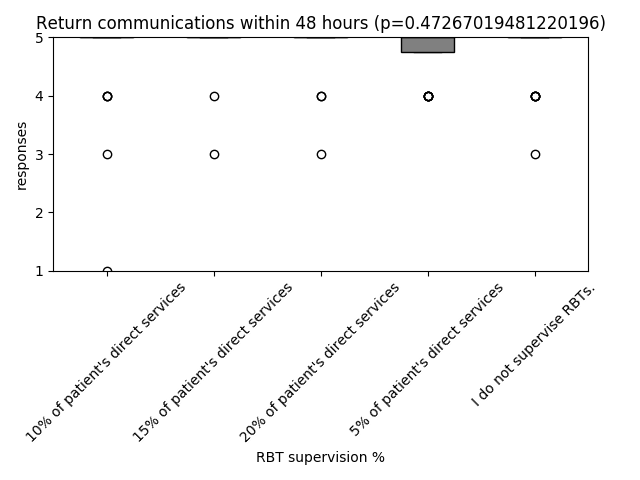 Return communications within 48 hours (p=0.47267019481220196)
5
4
3
2
1
responses
10% of patient's direct services
15% of patient's direct services
20% of patient's direct services
5% of patient's direct services
I do not supervise RBTs.
RBT supervision %